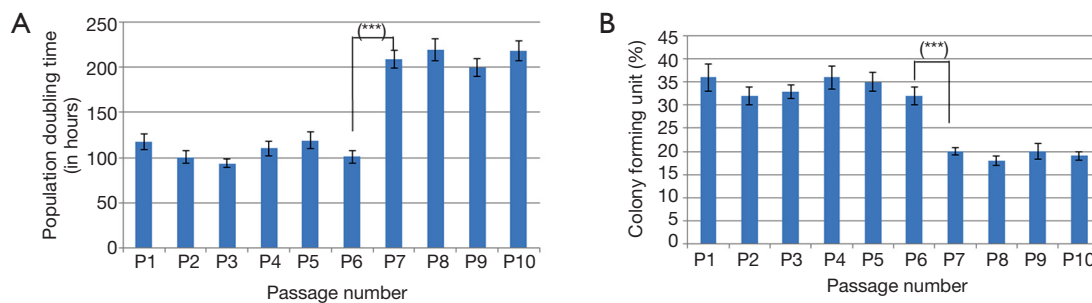 A
Population doubling time
(in hours)
250
200
150
100
50
0
(***)
P1 P2 P3 P4 P5 P6 P7 P8 P9 P10
Passage number
B
Colony forming unit (%)
45
40
35
30
25
20
15
10
5
0
(***)
P1 P2 P3 P4 P5 P6 P7 P8 P9 P10
Passage number